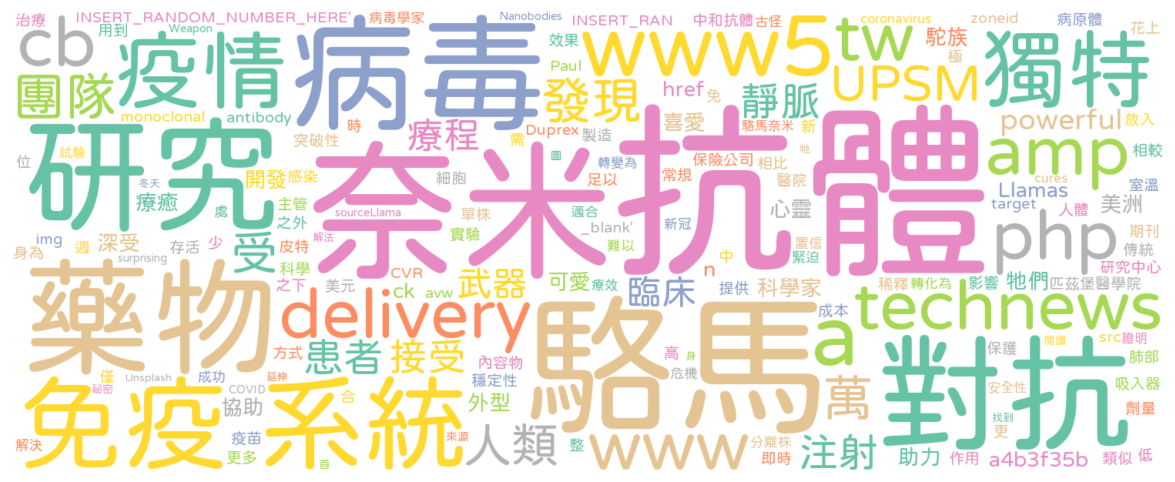 治療 INSERT_RANDOM_NUMBER_HERE' 病毒學家 Nanobodies INSERT_RAN 中和抗體 古怪 coronavirus zoneid 病原體 花上
cb 用到 Weapon 效果 www5 tw 駝族 極
疫情 病毒 Paul 獨特
團隊 發現 href 免 靜脈 UPSM
monoclonal antibody 突破性 時 療程 需 Duprex 製造 喜愛 駱馬奈米 新 powerful 放入
研究 位 試驗 奈米抗體 圖 轉變為 保險公司 相比 牠 amp 相較
開發 感染 細胞 足以 常規 醫院 cures 室溫
冬天 療癒 處 主管 之外 sourceLlama 單株 適合 新冠 心靈 Llamas target 人體 美洲
img 週 深受 少 受 皮特 解法 實驗 _blank' 難以 置信 緊迫 php 期刊 傳統
身為 surprising 存活 科學 CVR n 中 可愛 療效 科學家 稀釋 轉化為 影響 牠們 研究中心
藥物 之下 美元 ck avw 武器 臨床 提供 成本 匹茲堡醫學院
delivery 駱馬 a technews
方式 患者 接受 內容物 高 身 保護 閱讀 src 證明
僅 Unsplash 成功 秘密 延伸 穩定性 危機 萬 對抗 安全性 肺部 吸入器
免疫系統 COVID 協助 合 外型 找到 劑量
解決 疫苗 更多 首 來源 人類 整 www 分離株 即時 注射 更 助力 作用 a4b3f35b 類似 低